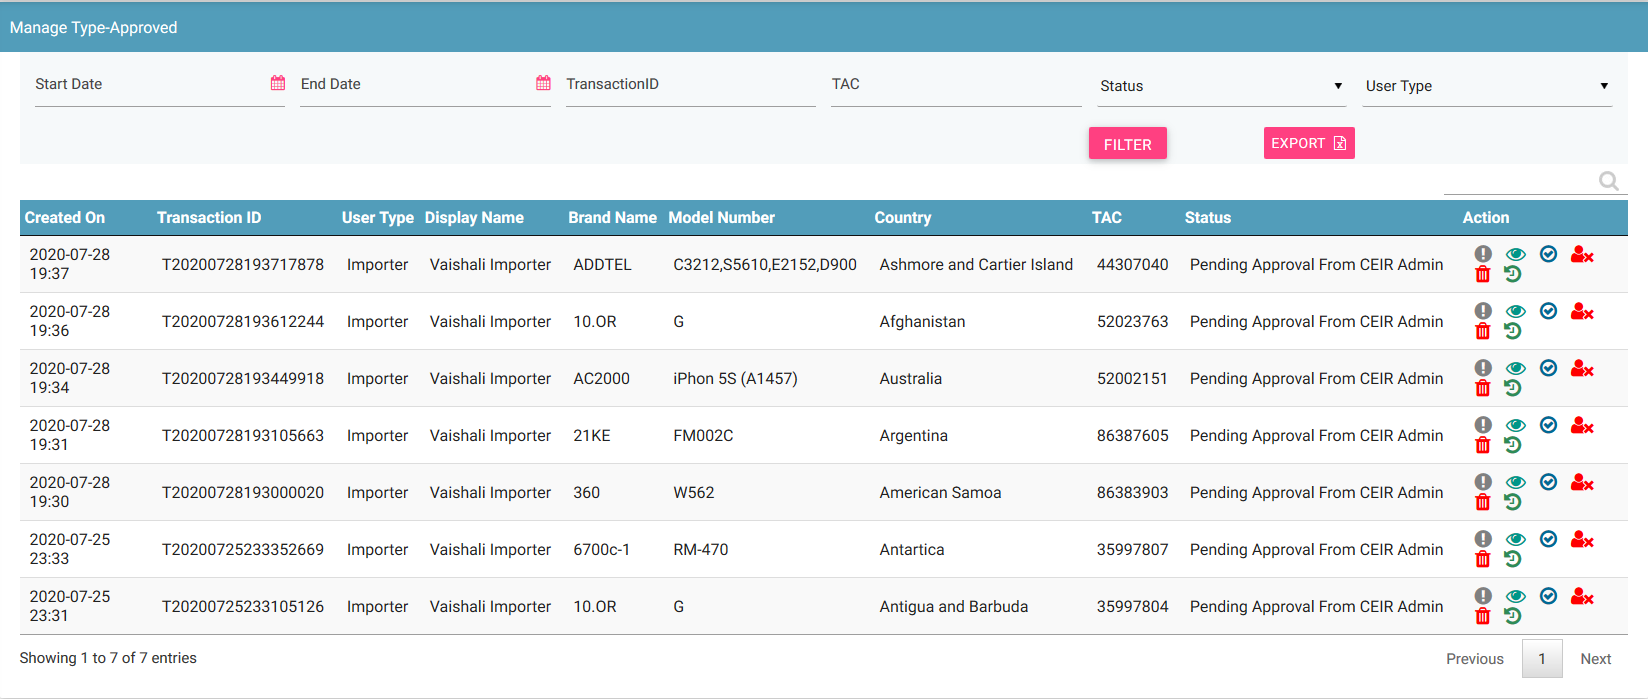 Manage Type-Approved
Start Date End Date TransactionID TAC Status User Type
FILTER EXPORT
Created On Transaction ID User Type Display Name Brand Name Model Number Country TAC Status Action
2020-07-28 19:37 T20200728193717878 Importer Vaishali Importer ADDTEL C3212,S5610,E2152,D900 Ashmore and Cartier Island 44307040 Pending Approval From CEIR Admin
2020-07-28 19:36 T20200728193612244 Importer Vaishali Importer 10.OR G Afghanistan 52023763 Pending Approval From CEIR Admin
2020-07-28 19:34 T20200728193449918 Importer Vaishali Importer AC2000 iPhon 5S (A1457) Australia 52002151 Pending Approval From CEIR Admin
2020-07-28 19:31 T20200728193105663 Importer Vaishali Importer 21KE FM002C Argentina 86387605 Pending Approval From CEIR Admin
2020-07-28 19:30 T20200728193000020 Importer Vaishali Importer 360 W562 American Samoa 86383903 Pending Approval From CEIR Admin
2020-07-25 23:33 T20200725233352669 Importer Vaishali Importer 6700c-1 RM-470 Antartica 35997807 Pending Approval From CEIR Admin
2020-07-25 23:31 T20200725233105126 Importer Vaishali Importer 10.OR G Antigua and Barbuda 35997804 Pending Approval From CEIR Admin
Showing 1 to 7 of 7 entries Previous 1 Next